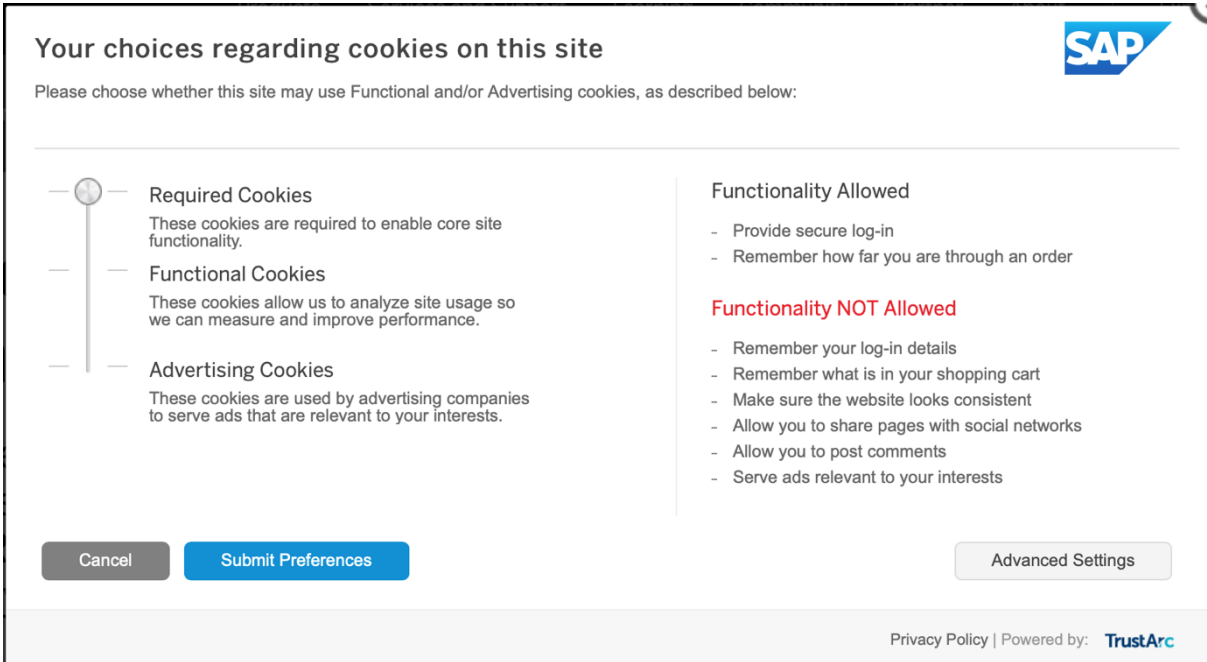 Your choices regarding cookies on this site
SAP
Please choose whether this site may use Functional and/or Advertising cookies, as described below:
Required Cookies
These cookies are required to enable core site
functionality.
Functional Cookies
These cookies allow us to analyze site usage so
we can measure and improve performance.
Advertising Cookies
These cookies are used by advertising companies
to serve ads that are relevant to your interests.
Functionality Allowed
- Provide secure log-in
- Remember how far you are through an order
Functionality NOT Allowed
- Remember your log-in details
- Remember what is in your shopping cart
- Make sure the website looks consistent
- Allow you to share pages with social networks
- Allow you to post comments
- Serve ads relevant to your interests
Cancel
Submit Preferences
Advanced Settings
Privacy Policy | Powered by: TrustArc